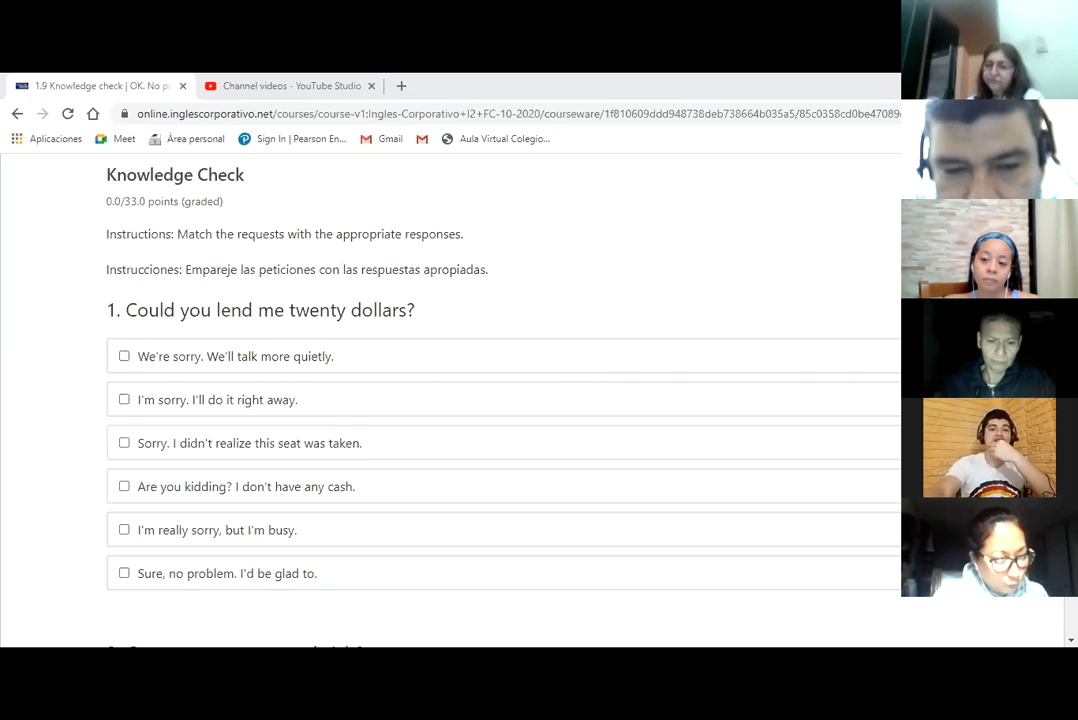 1.9 Knowledge check | OK. No pr
Channel videos - YouTube Studio
online.inglescorporativo.net/courses/course-v1:Ingles-Corporativo+I2+FC-10-2020/courseware/1f810609ddd948738deb738664b035a5/85c0358cd0be47089
Aplicaciones
Meet
Área personal
Sign In | Pearson En...
Gmail
Aula Virtual Colegio...
Knowledge Check
0.0/33.0 points (graded)
Instructions: Match the requests with the appropriate responses.
Instrucciones: Empareje las peticiones con las respuestas apropiadas.
1. Could you lend me twenty dollars?
We're sorry. We'll talk more quietly.
I'm sorry. I'll do it right away.
Sorry. I didn't realize this seat was taken.
Are you kidding? I don't have any cash.
I'm really sorry, but I'm busy.
Sure, no problem. I'd be glad to.